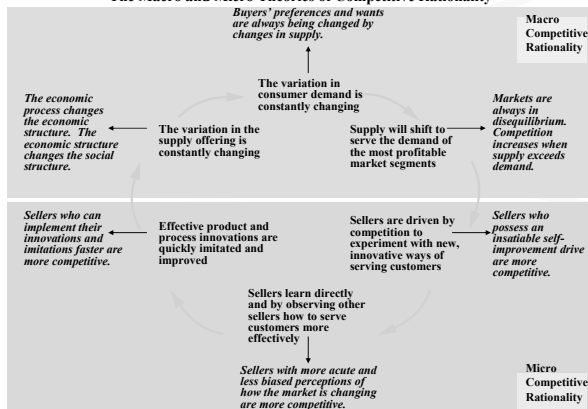 The Macro and Micro Theories of Competitive Rationality
Buyers' preferences and wants
are always being changed by
changes in supply.
Macro
Competitive
Rationality
The variation in
consumer demand is
constantly changing
The economic
process changes
the economic
structure. The
economic structure
changes the social
structure.
The variation in the
supply offering is
constantly changing
Supply will shift to
serve the demand of
the most profitable
market segments
Markets are
always in
disequilibrium.
Competition
increases when
supply exceeds
demand.
Sellers who can
implement their
innovations and
imitations faster are
more competitive.
Effective product and
process innovations are
quickly imitated and
improved
Sellers are driven by
competition to
experiment with new,
innovative ways of
serving customers
Sellers who
possess an
insatiable self-
improvement drive
are more
competitive.
Sellers learn directly
and by observing other
sellers how to serve
customers more
effectively
Sellers with more acute and
less biased perceptions of
how the market is changing
are more competitive.
Micro
Competitive
Rationality